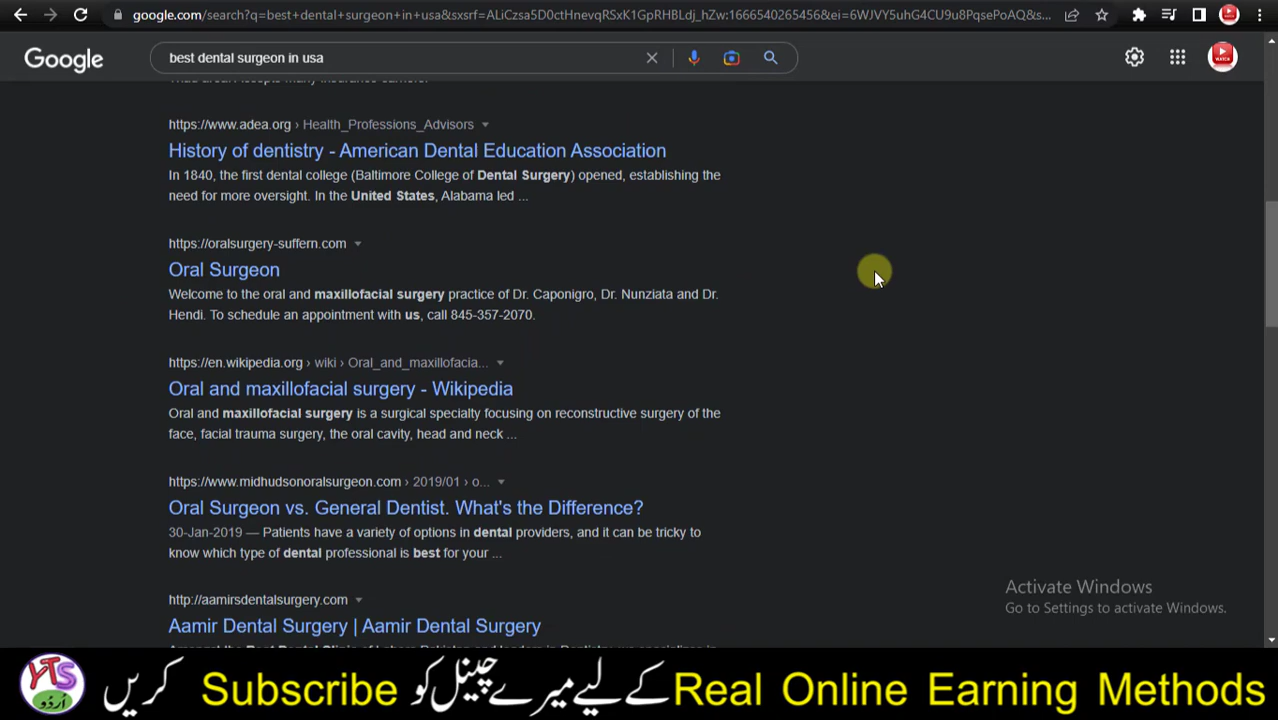 google.com/search?q=best+dental+surgeon+in+usa&sxsrf=ALiCzsa5D0ctHnevqRSxK1GpRHBLdj_hZw:1666540265456&ei=6WJVY5uhG4CU9u8PqsePoAQ&s...
Google
best dental surgeon in usa
https://www.adea.org › Health_Professions_Advisors
History of dentistry - American Dental Education Association
In 1840, the first dental college (Baltimore College of Dental Surgery) opened, establishing the
need for more oversight. In the United States, Alabama led ...
https://oralsurgery-suffern.com
Oral Surgeon
Welcome to the oral and maxillofacial surgery practice of Dr. Caponigro, Dr. Nunziata and Dr.
Hendi. To schedule an appointment with us, call 845-357-2070.
https://en.wikipedia.org › wiki › Oral_and_maxillofacia...
Oral and maxillofacial surgery - Wikipedia
Oral and maxillofacial surgery is a surgical specialty focusing on reconstructive surgery of the
face, facial trauma surgery, the oral cavity, head and neck ...
https://www.midhudsonoralsurgeon.com › 2019/01 › o...
Oral Surgeon vs. General Dentist. What's the Difference?
30-Jan-2019 — Patients have a variety of options in dental providers, and it can be tricky to
know which type of dental professional is best for your ...
http://aamirsdentalsurgery.com
Aamir Dental Surgery | Aamir Dental Surgery
Activate Windows
Go to Settings to activate Windows.
YTS اُردُو
Real Online Earning Methods کے لیے میرے چینل کو Subscribe کریں